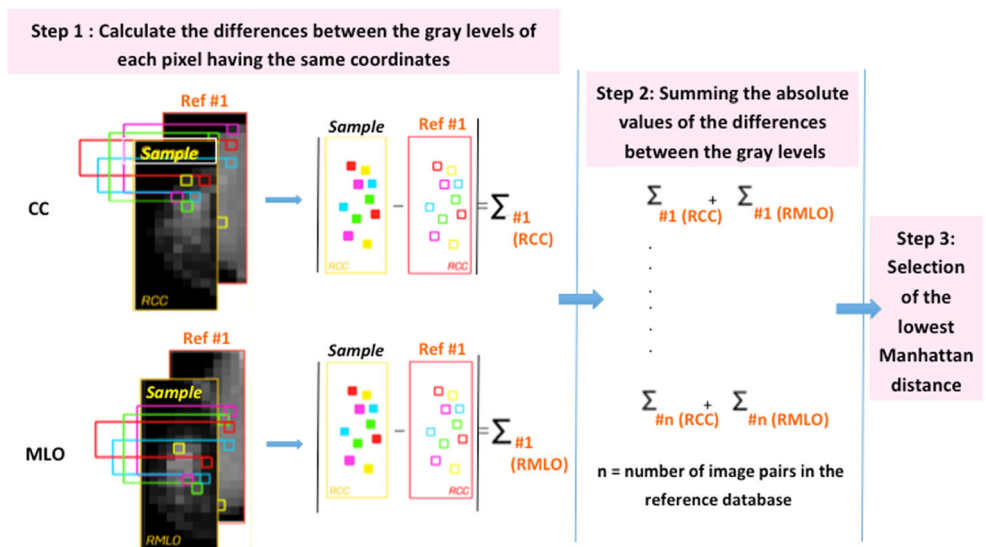 Step 1 : Calculate the differences between the gray levels of
each pixel having the same coordinates
Ref #1
Sample
CC
RCC
Sample
Ref #1
RCC
RCC
= Σ #1
(RCC)
–
Ref #1
Sample
MLO
RMLO
Sample
Ref #1
RCC
RCC
= Σ #1
(RMLO)
–
Step 2: Summing the absolute
values of the differences
between the gray levels
Σ #1 (RCC) + Σ #1 (RMLO)
.
.
.
.
.
.
Σ #n (RCC) + Σ #n (RMLO)
n = number of image pairs in the
reference database
Step 3:
Selection
of the
lowest
Manhattan
distance